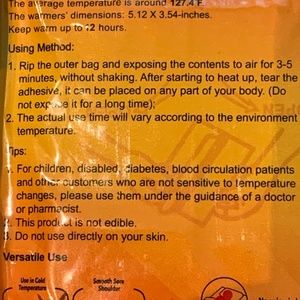 The average temperature is around 127.4 F
The warmers' dimensions: 5.12 X 3.54-inches.
Keep warm up to 12 hours.
Using Method:
1. Rip the outer bag and exposing the contents to air for 3-5
minutes, without shaking. After starting to heat up, tear the
adhesive, it can be placed on any part of your body. (Do
not expose it for a long time);
2. The actual use time will vary according to the environment
temperature.
Tips:
1. For children, disabled, diabetes, blood circulation patients
and other customers who are not sensitive to temperature
changes, please use them under the guidance of a doctor
or pharmacist.
2. This product is not edible.
3. Do not use directly on your skin.
Versatile Use
Use in Cold
Temperature
Smooth Sore
Shoulder